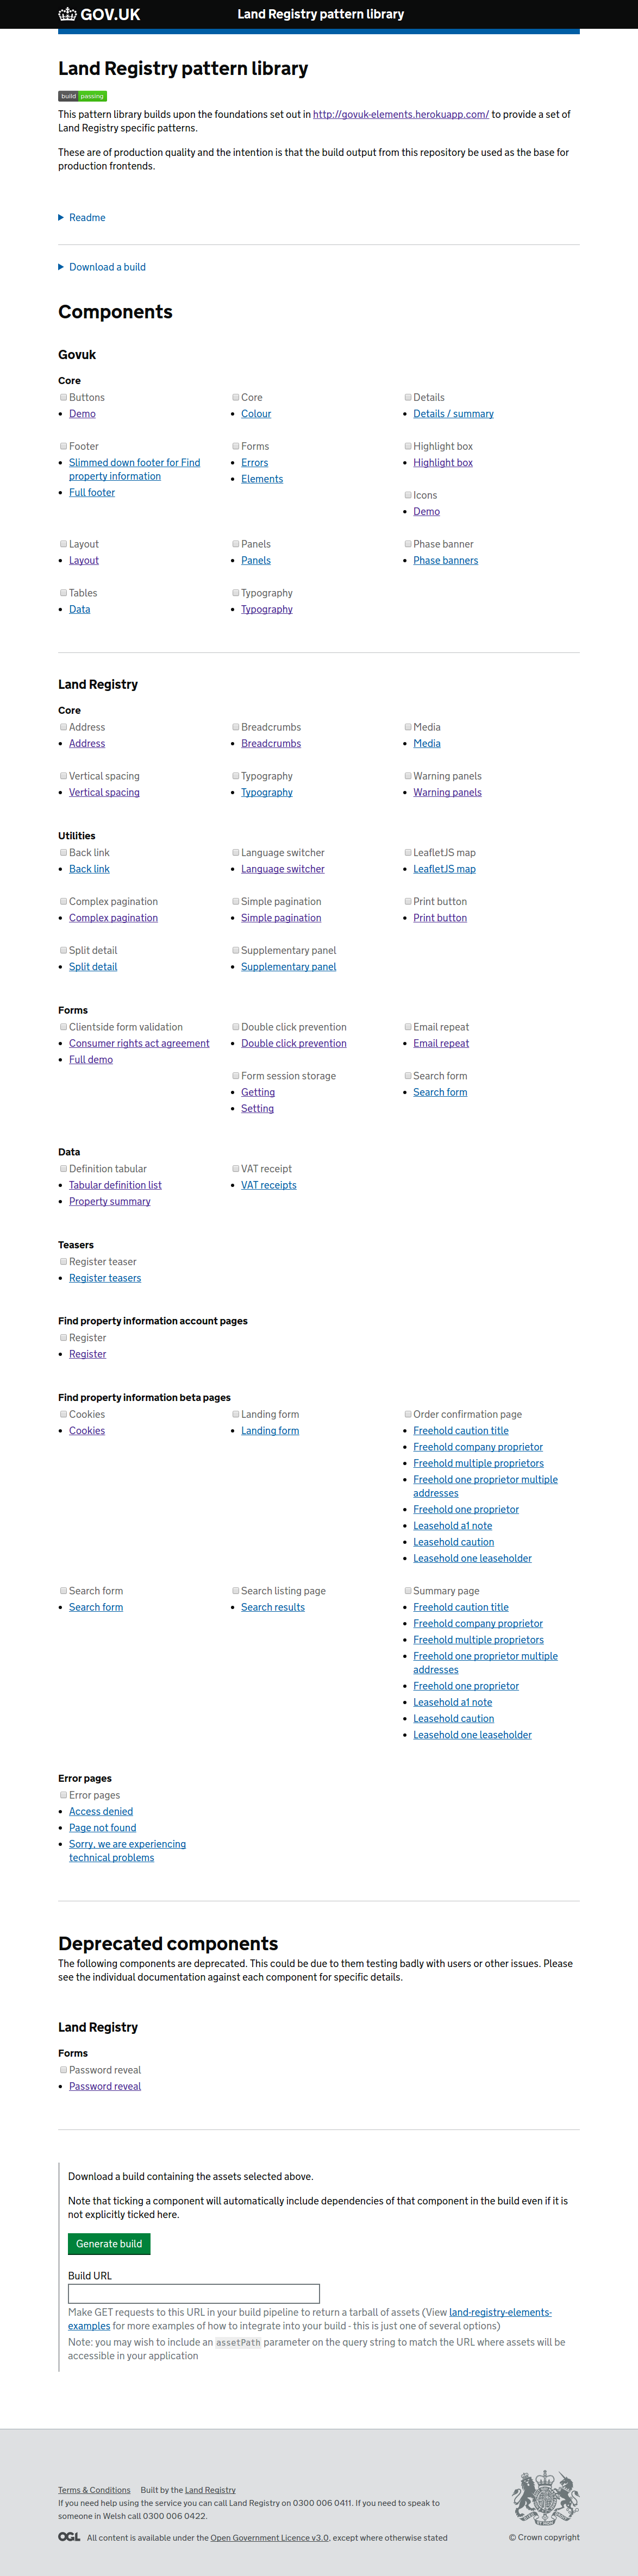 GOV.UK
Land Registry pattern library
Land Registry pattern library
build passing
This pattern library builds upon the foundations set out in http://govuk-elements.herokuapp.com/ to provide a set of
Land Registry specific patterns.
These are of production quality and the intention is that the build output from this repository be used as the base for
production frontends.
Readme
Download a build
Components
Govuk
Core
Buttons
Demo
Core
Colour
Details
Details / summary
Footer
Slimmed down footer for Find
property information
Full footer
Forms
Errors
Elements
Highlight box
Highlight box
Icons
Demo
Layout
Layout
Panels
Panels
Phase banner
Phase banners
Tables
Data
Typography
Typography
Land Registry
Core
Address
Address
Breadcrumbs
Breadcrumbs
Media
Media
Vertical spacing
Vertical spacing
Typography
Typography
Warning panels
Warning panels
Utilities
Back link
Back link
Language switcher
Language switcher
LeafletJS map
LeafletJS map
Complex pagination
Complex pagination
Simple pagination
Simple pagination
Print button
Print button
Split detail
Split detail
Supplementary panel
Supplementary panel
Forms
Clientside form validation
Consumer rights act agreement
Full demo
Double click prevention
Double click prevention
Email repeat
Email repeat
Form session storage
Getting
Setting
Search form
Search form
Data
Definition tabular
Tabular definition list
Property summary
VAT receipt
VAT receipts
Teasers
Register teaser
Register teasers
Find property information account pages
Register
Register
Find property information beta pages
Cookies
Cookies
Landing form
Landing form
Order confirmation page
Freehold caution title
Freehold company proprietor
Freehold multiple proprietors
Freehold one proprietor multiple
addresses
Freehold one proprietor
Leasehold a1 note
Leasehold caution
Leasehold one leaseholder
Search form
Search form
Search listing page
Search results
Summary page
Freehold caution title
Freehold company proprietor
Freehold multiple proprietors
Freehold one proprietor multiple
addresses
Freehold one proprietor
Leasehold a1 note
Leasehold caution
Leasehold one leaseholder
Error pages
Error pages
Access denied
Page not found
Sorry, we are experiencing
technical problems
Deprecated components
The following components are deprecated. This could be due to them testing badly with users or other issues. Please
see the individual documentation against each component for specific details.
Land Registry
Forms
Password reveal
Password reveal
Download a build containing the assets selected above.
Note that ticking a component will automatically include dependencies of that component in the build even if it is
not explicitly ticked here.
Generate build
Build URL
Make GET requests to this URL in your build pipeline to return a tarball of assets (View land-registry-elements-
examples for more examples of how to integrate into your build - this is just one of several options)
Note: you may wish to include an assetPath parameter on the query string to match the URL where assets will be
accessible in your application
Terms & Conditions Built by the Land Registry
If you need help using the service you can call Land Registry on 0300 006 0411. If you need to speak to
someone in Welsh call 0300 006 0422.
OGL All content is available under the Open Government Licence v3.0, except where otherwise stated
© Crown copyright